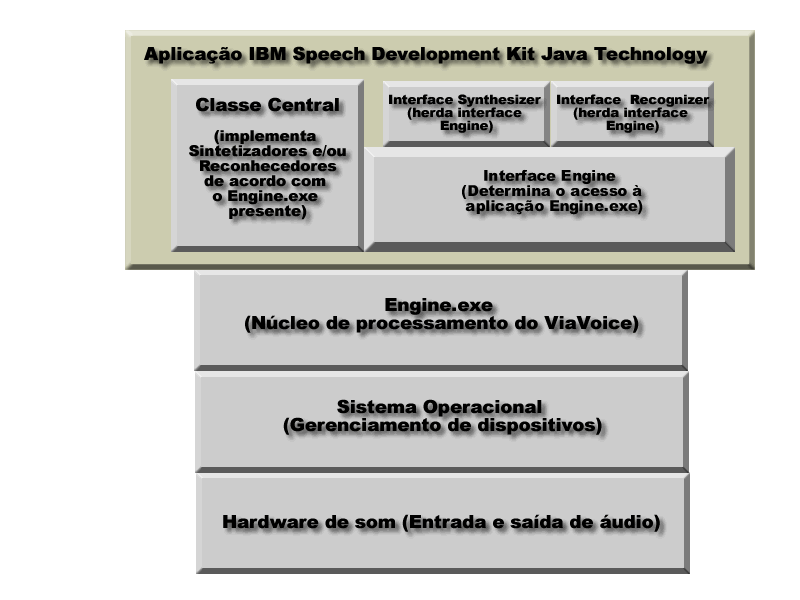 Aplicação IBM Speech Development Kit Java Technology
Classe Central
(implementa
Sintetizadores e/ou
Reconhecedores
de acordo com
o Engine.exe
presente)
Interface Synthesizer
(herda interface
Engine)
Interface Recognizer
(herda interface
Engine)
Interface Engine
(Determina o acesso à
aplicação Engine.exe)
Engine.exe
(Núcleo de processamento do ViaVoice)
Sistema Operacional
(Gerenciamento de dispositivos)
Hardware de som (Entrada e saída de áudio)